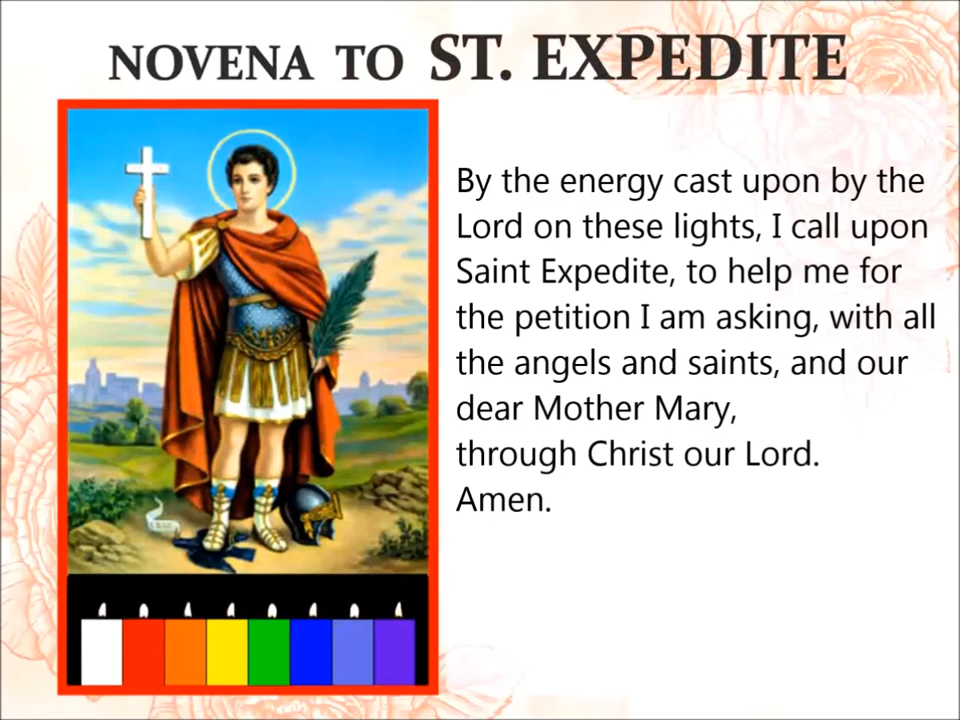 NOVENA TO ST. EXPEDITE
By the energy cast upon by the
Lord on these lights, I call upon
Saint Expedite, to help me for
the petition I am asking, with all
the angels and saints, and our
dear Mother Mary,
through Christ our Lord.
Amen.